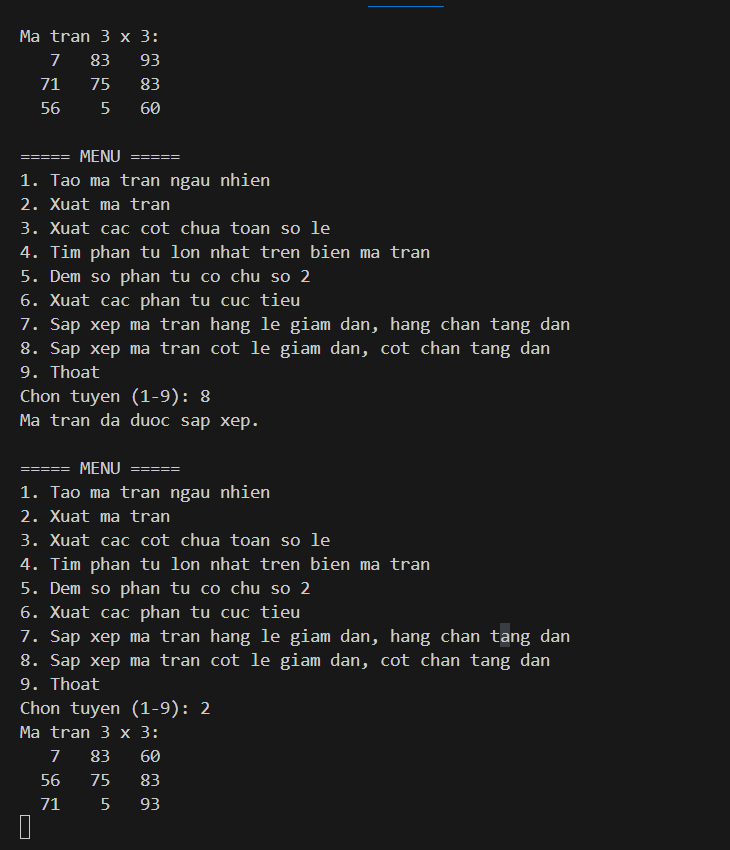 Ma tran 3 x 3:
7 83 93
71 75 83
56 5 60
===== MENU =====
1. Tao ma tran ngau nhien
2. Xuat ma tran
3. Xuat cac cot chua toan so le
4. Tim phan tu lon nhat tren bien ma tran
5. Dem so phan tu co chu so 2
6. Xuat cac phan tu cuc tieu
7. Sap xep ma tran hang le giam dan, hang chan tang dan
8. Sap xep ma tran cot le giam dan, cot chan tang dan
9. Thoat
Chon tuyen (1-9): 8
Ma tran da duoc sap xep.
===== MENU =====
1. Tao ma tran ngau nhien
2. Xuat ma tran
3. Xuat cac cot chua toan so le
4. Tim phan tu lon nhat tren bien ma tran
5. Dem so phan tu co chu so 2
6. Xuat cac phan tu cuc tieu
7. Sap xep ma tran hang le giam dan, hang chan tang dan
8. Sap xep ma tran cot le giam dan, cot chan tang dan
9. Thoat
Chon tuyen (1-9): 2
Ma tran 3 x 3:
7 83 60
56 75 83
71 5 93